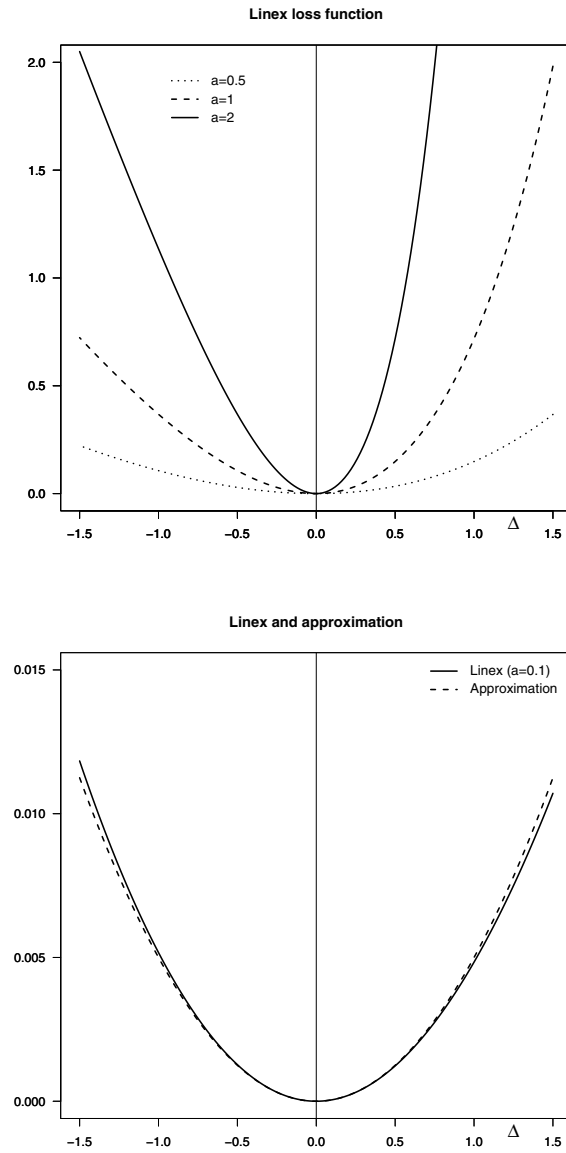 Linex loss function
2.0
1.5
1.0
0.5
0.0
a=0.5
a=1
a=2
−1.5 −1.0 −0.5 0.0 0.5 1.0 1.5
Δ
Linex and approximation
0.015
0.010
0.005
0.000
Linex (a=0.1)
Approximation
−1.5 −1.0 −0.5 0.0 0.5 1.0 1.5
Δ